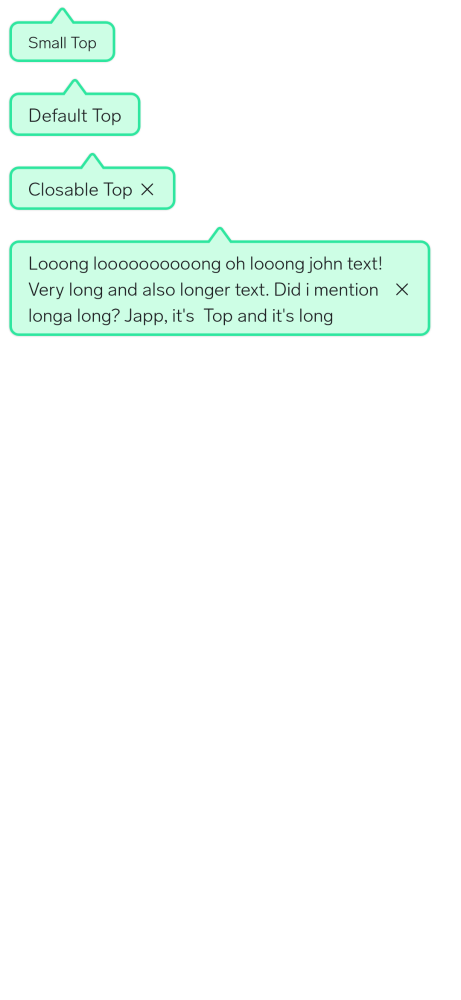 Small Top
Default Top
Closable Top
Looong loooooooooong oh looong john text!
Very long and also longer text. Did i mention
longa long? Japp, it's  Top and it's long